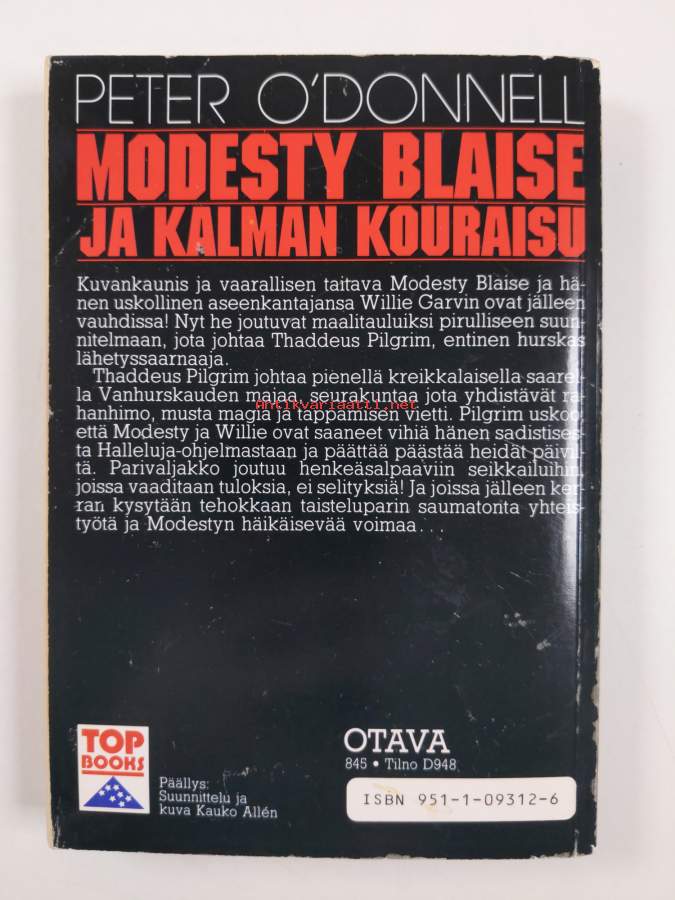 PETER O'DONNELL
MODESTY BLAISE
JA KALMAN KOURAISU
Kuvankaunis ja vaarallisen taitava Modesty Blaise ja hä-
nen uskollinen aseenkantajansa Willie Garvin ovat jälleen
vauhdissa! Nyt he joutuvat maalitauluiksi pirulliseen suun-
nitelmaan, jota johtaa Thaddeus Pilgrim, entinen hurskas
lähetyssaarnaaja.
Thaddeus Pilgrim johtaa pienellä kreikkalaisella saarel-
la Vanhurskauden majaa, seurakuntaa jota yhdistävät ra-
hanhimo, musta magia ja tappamisen vietti. Pilgrim uskoo
että Modesty ja Willie ovat saaneet vihiä hänen sadistises-
ta Halleluja-ohjelmastaan ja päättää päästää heidät päivil-
tä. Parivaljakko joutuu henkeäsalpaaviin seikkailuihin,
joissa vaaditaan tuloksia, ei selityksiä! Ja joissa jälleen ker-
ran kysytään tehokkaan taisteluparin saumatonta yhteis-
työtä ja Modestyn häikäisevää voimaa...
antikvariaatti.net
TOP
BOOKS
Päällys:
Suunnittelu ja
kuva Kauko Allén
OTAVA
845 • Tilno D948
ISBN 951-1-09312-6